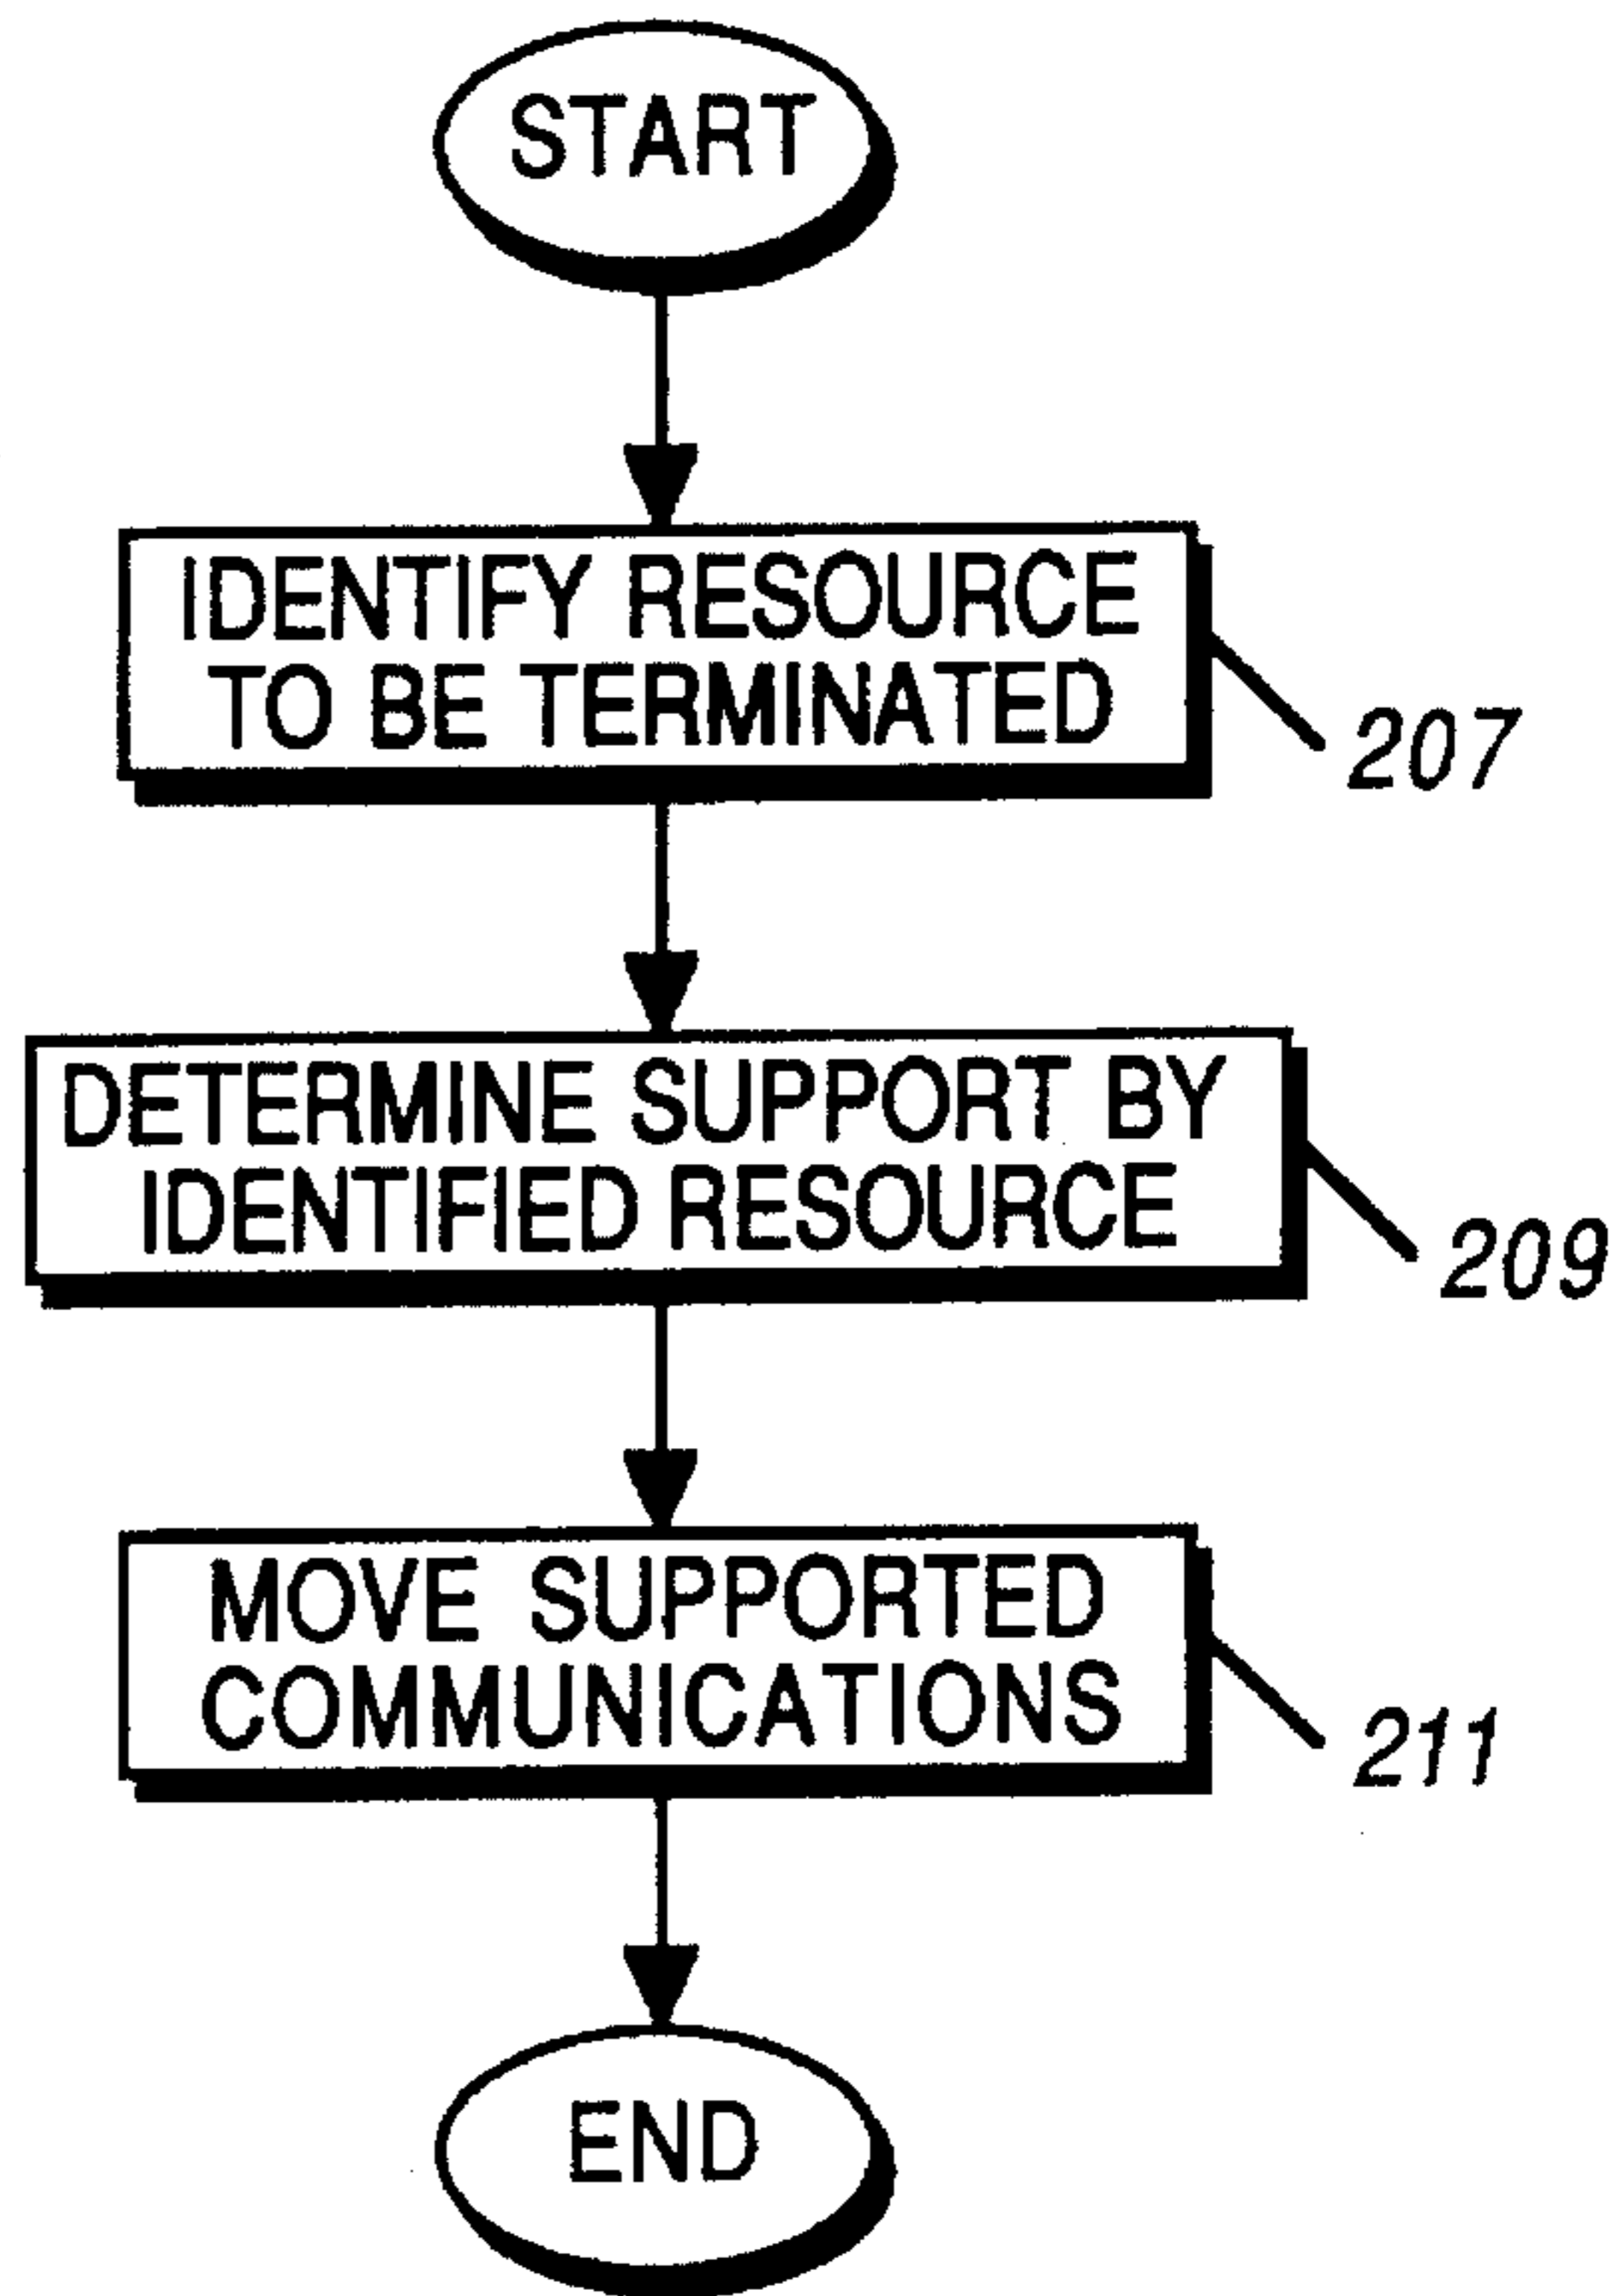 START
IDENTIFY RESOURCE
TO BE TERMINATED
207
DETERMINE SUPPORT BY
IDENTIFIED RESOURCE
209
MOVE SUPPORTED
COMMUNICATIONS
211
END